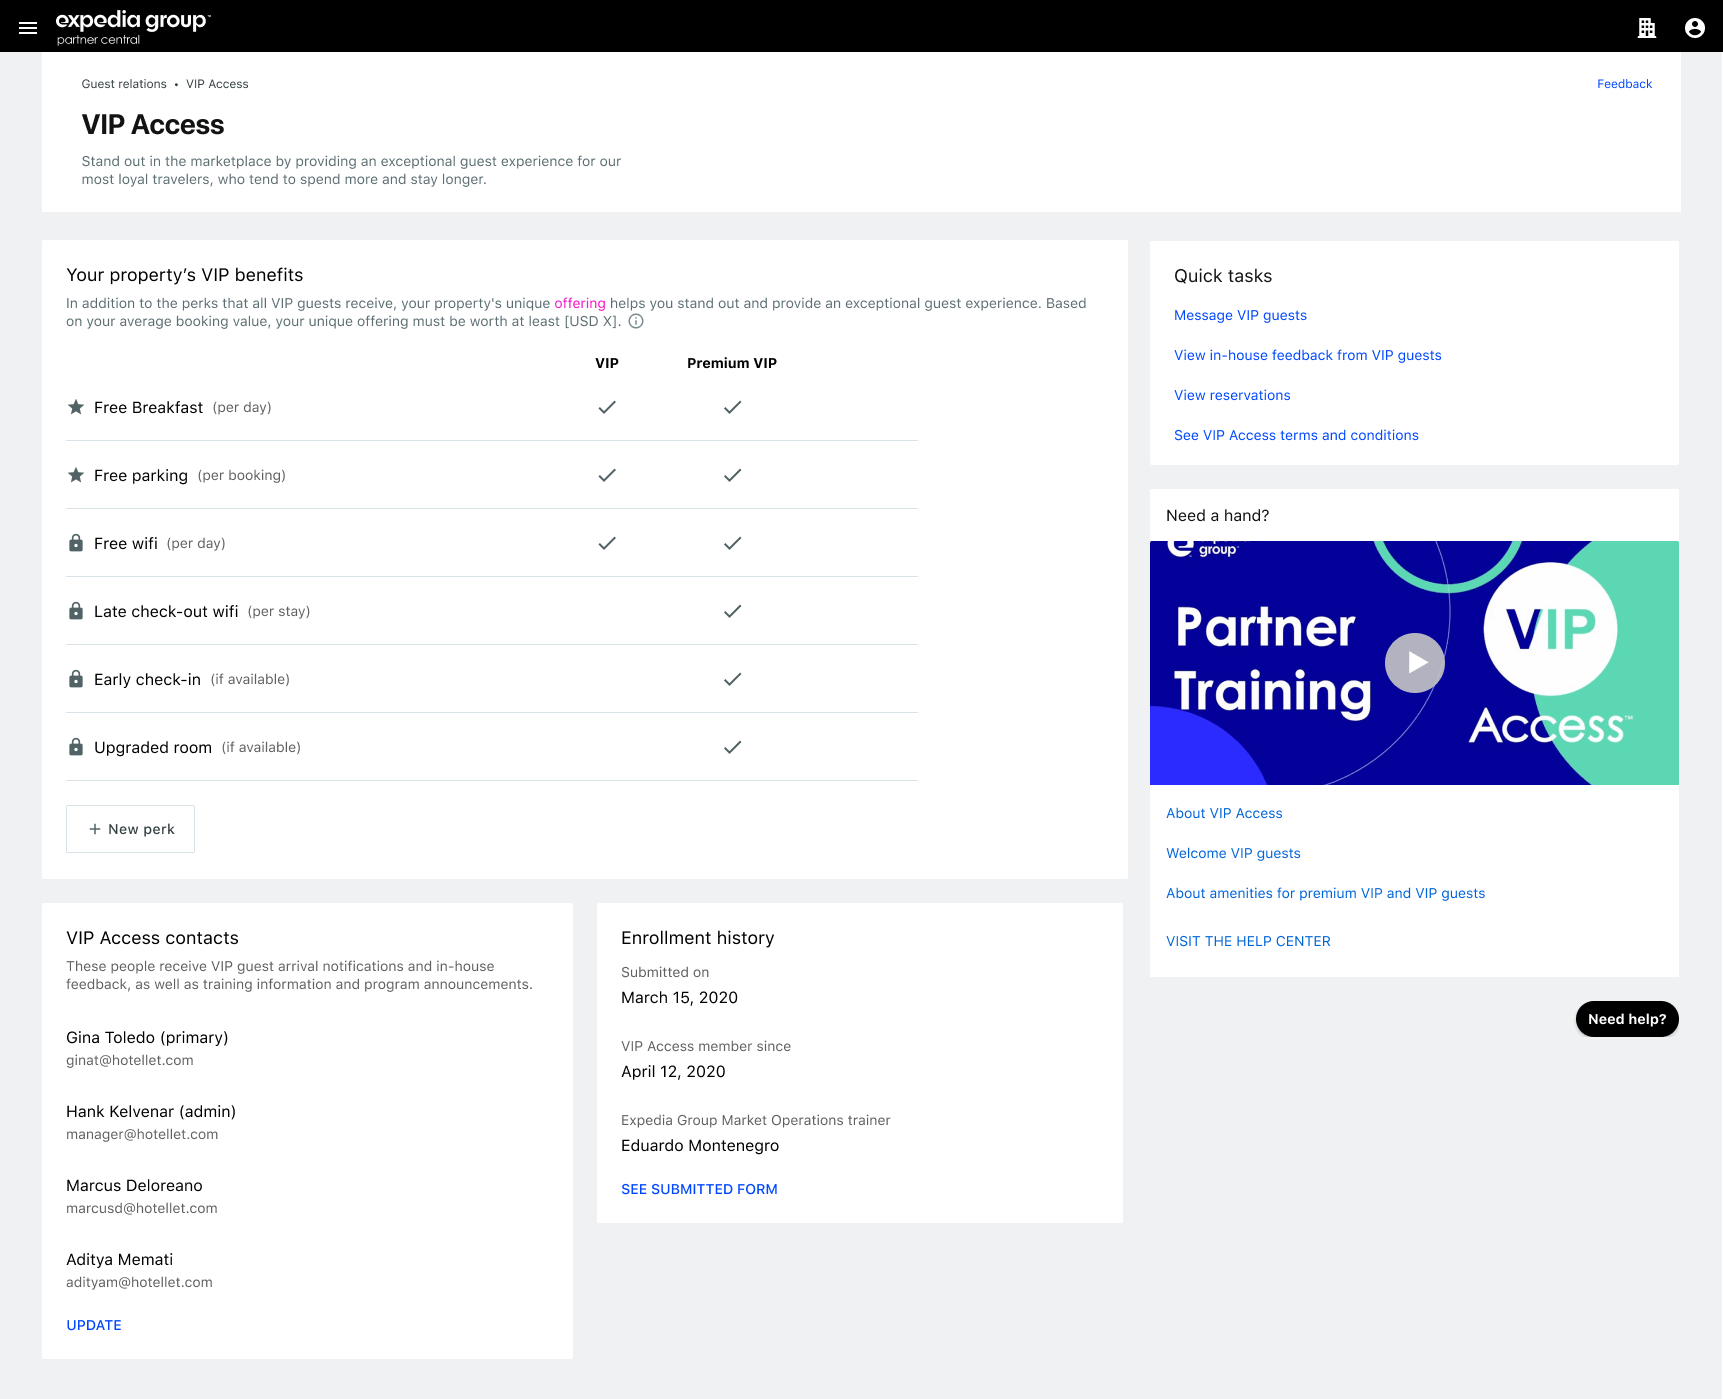 expedia group™
partner central
Guest relations • VIP Access
Feedback
VIP Access
Stand out in the marketplace by providing an exceptional guest experience for our
most loyal travelers, who tend to spend more and stay longer.
Your property’s VIP benefits
In addition to the perks that all VIP guests receive, your property's unique offering helps you stand out and provide an exceptional guest experience. Based
on your average booking value, your unique offering must be worth at least [USD X].
VIP Premium VIP
Free Breakfast (per day)
Free parking (per booking)
Free wifi (per day)
Late check-out wifi (per stay)
Early check-in (if available)
Upgraded room (if available)
+ New perk
Quick tasks
Message VIP guests
View in-house feedback from VIP guests
View reservations
See VIP Access terms and conditions
Need a hand?
group
Partner
Training
VIP
Access™
About VIP Access
Welcome VIP guests
About amenities for premium VIP and VIP guests
VISIT THE HELP CENTER
Need help?
VIP Access contacts
These people receive VIP guest arrival notifications and in-house
feedback, as well as training information and program announcements.
Gina Toledo (primary)
ginat@hotellet.com
Hank Kelvenar (admin)
manager@hotellet.com
Marcus Deloreano
marcusd@hotellet.com
Aditya Memati
adityam@hotellet.com
UPDATE
Enrollment history
Submitted on
March 15, 2020
VIP Access member since
April 12, 2020
Expedia Group Market Operations trainer
Eduardo Montenegro
SEE SUBMITTED FORM